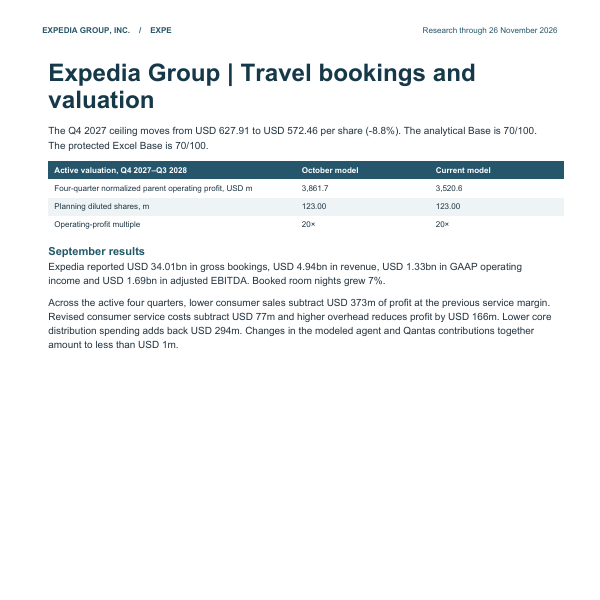 EXPEDIA GROUP, INC. / EXPE
Research through 26 November 2026
Expedia Group | Travel bookings and
valuation
The Q4 2027 ceiling moves from USD 627.91 to USD 572.46 per share (-8.8%). The analytical Base is 70/100.
The protected Excel Base is 70/100.
Active valuation, Q4 2027–Q3 2028 October model Current model
Four-quarter normalized parent operating profit, USD m 3,861.7 3,520.6
Planning diluted shares, m 123.00 123.00
Operating-profit multiple 20× 20×
September results
Expedia reported USD 34.01bn in gross bookings, USD 4.94bn in revenue, USD 1.33bn in GAAP operating
income and USD 1.69bn in adjusted EBITDA. Booked room nights grew 7%.
Across the active four quarters, lower consumer sales subtract USD 373m of profit at the previous service margin.
Revised consumer service costs subtract USD 77m and higher overhead reduces profit by USD 166m. Lower core
distribution spending adds back USD 294m. Changes in the modeled agent and Qantas contributions together
amount to less than USD 1m.